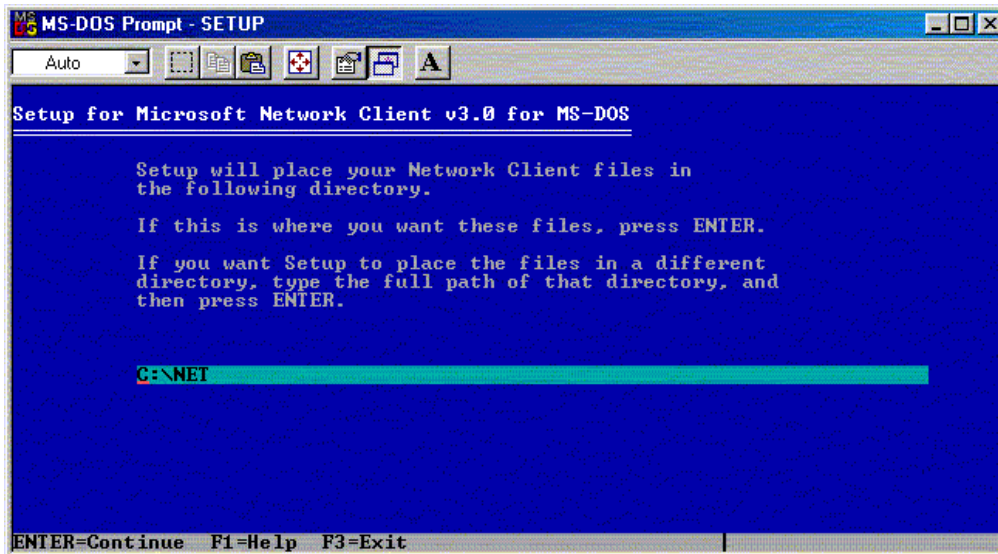 MS-DOS Prompt - SETUP
Auto
A
Setup for Microsoft Network Client v3.0 for MS-DOS
Setup will place your Network Client files in
the following directory.
If this is where you want these files, press ENTER.
If you want Setup to place the files in a different
directory, type the full path of that directory, and
then press ENTER.
C:\NET
ENTER=Continue F1=Help F3=Exit